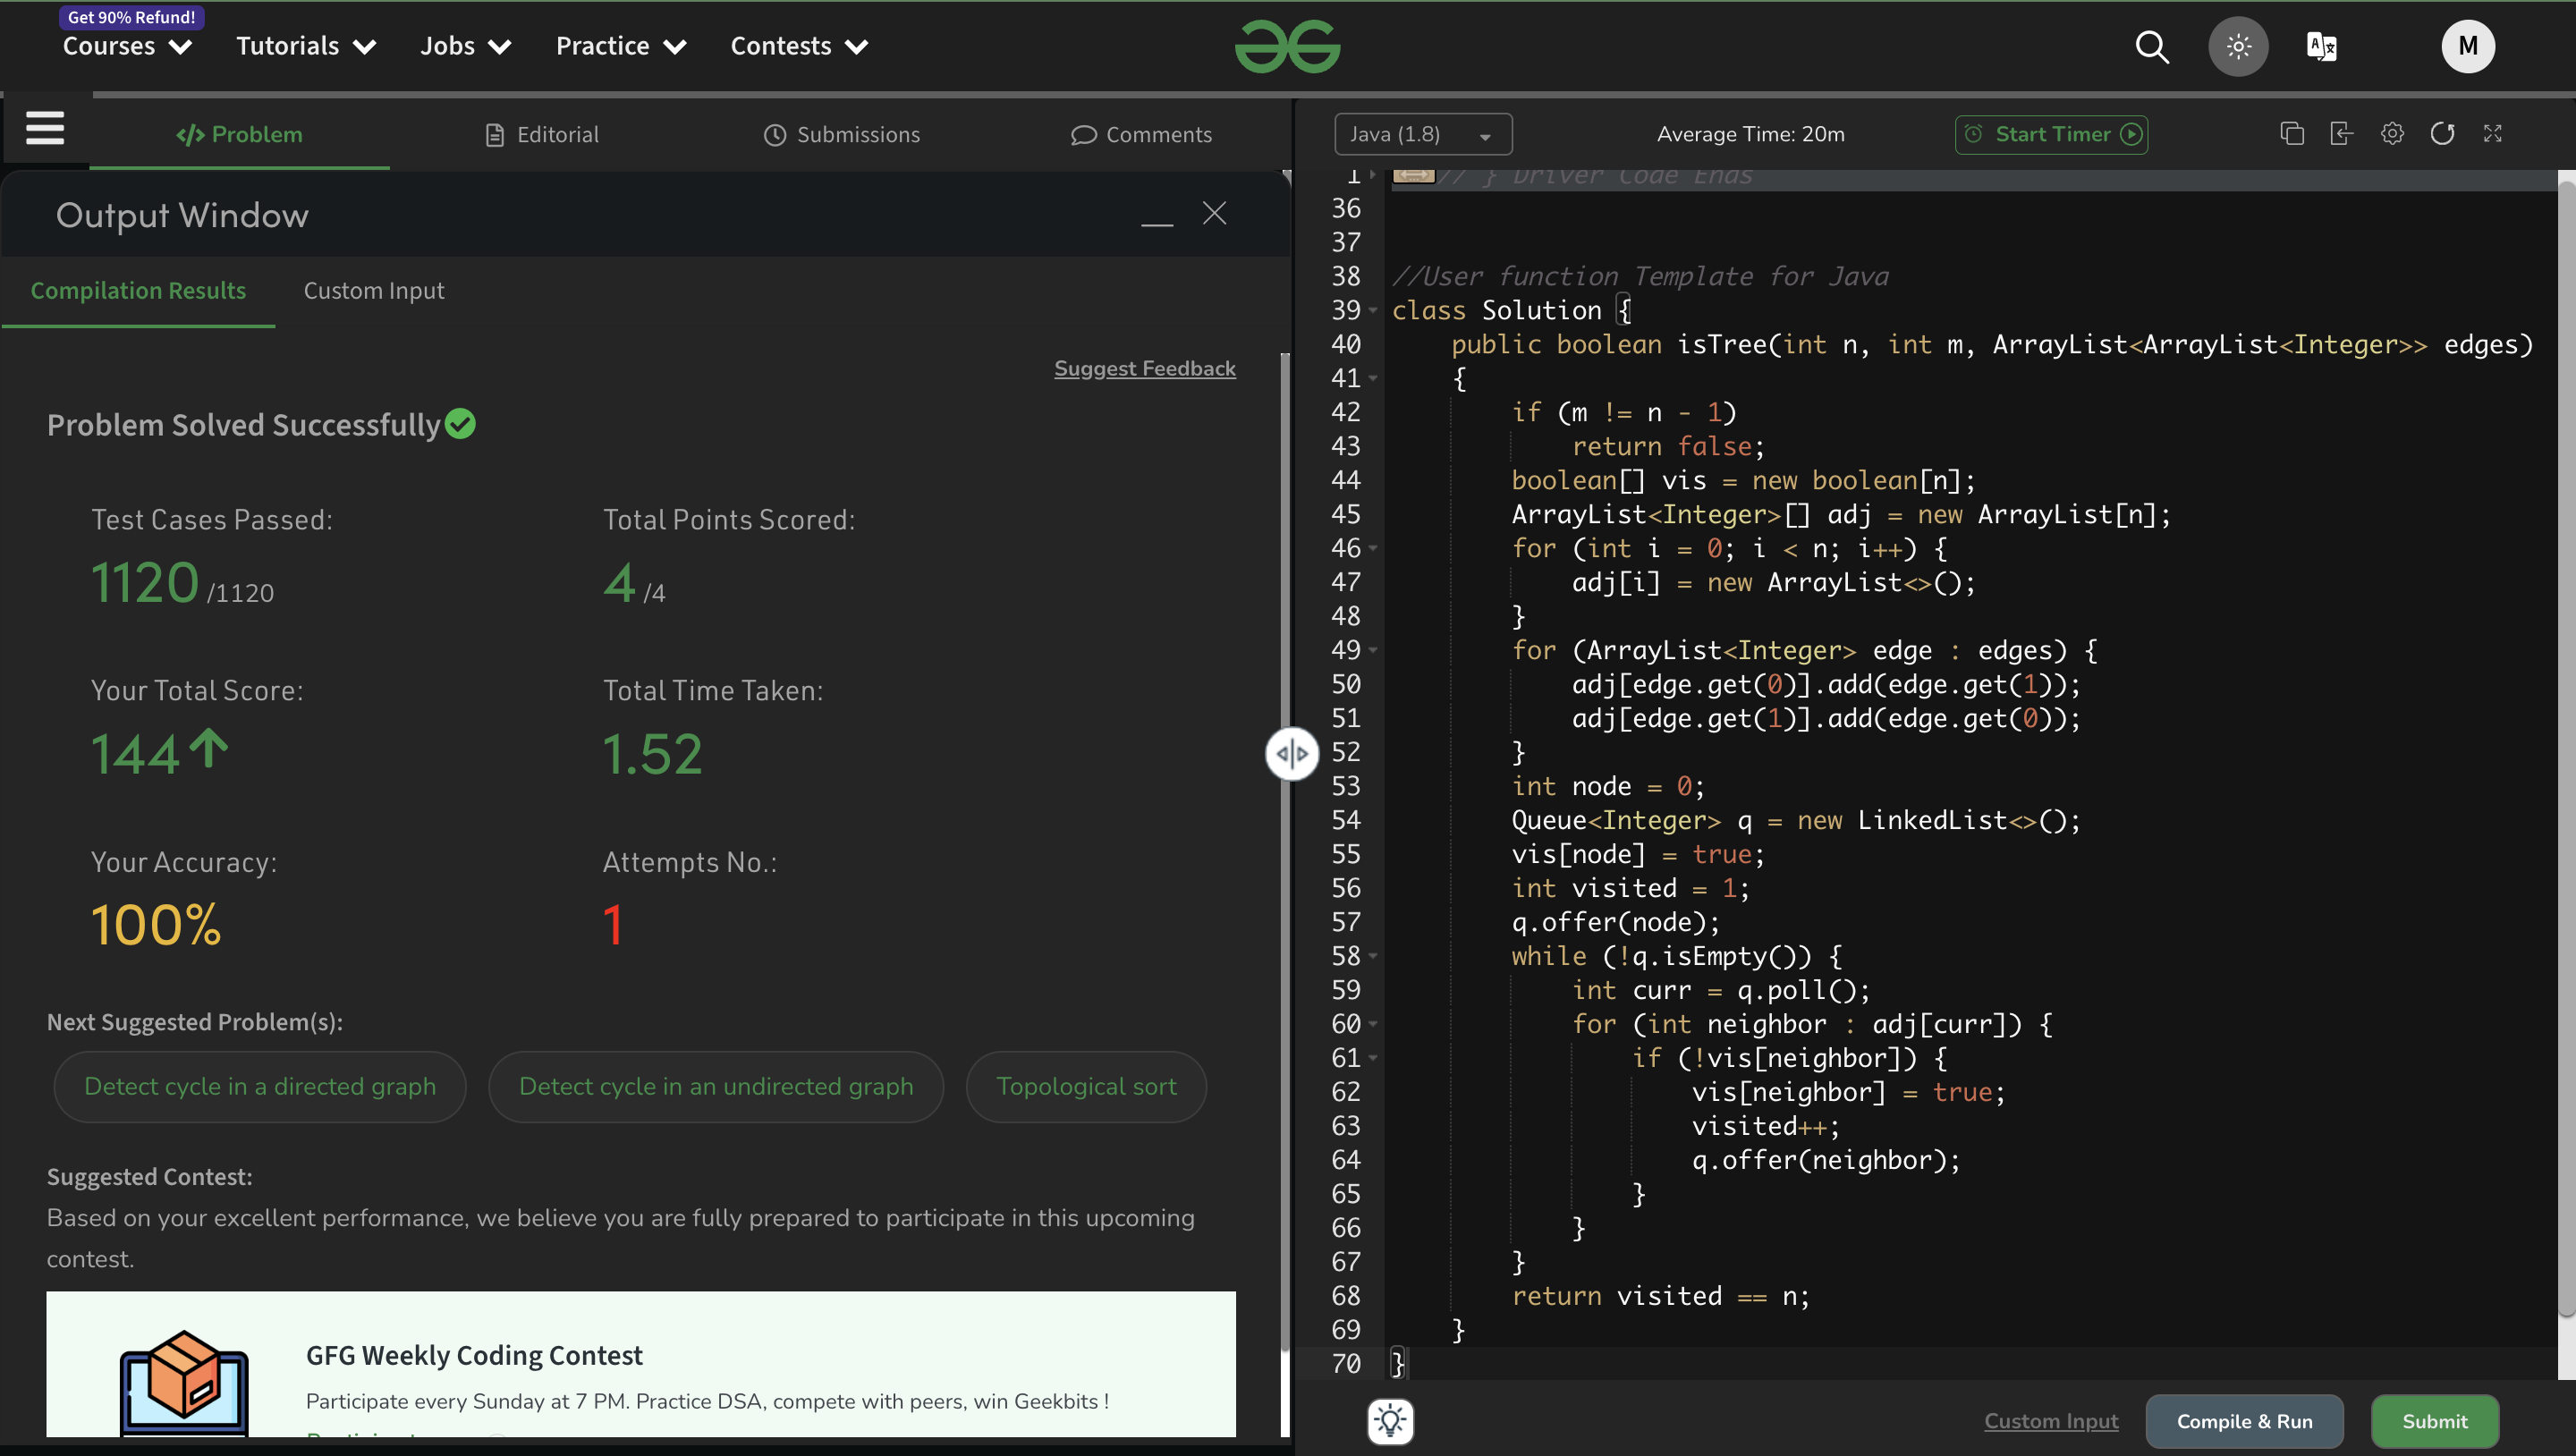 Get 90% Refund!
Courses Tutorials Jobs Practice Contests
M
Problem Editorial Submissions Comments
Output Window
Compilation Results Custom Input
Suggest Feedback
Problem Solved Successfully
Test Cases Passed: Total Points Scored:
1120 /1120 4 /4
Your Total Score: Total Time Taken:
144 1.52
Your Accuracy: Attempts No.:
100% 1
Next Suggested Problem(s):
Detect cycle in a directed graph Detect cycle in an undirected graph Topological sort
Suggested Contest:
Based on your excellent performance, we believe you are fully prepared to participate in this upcoming
contest.
GFG Weekly Coding Contest
Participate every Sunday at 7 PM. Practice DSA, compete with peers, win Geekbits !
Java (1.8) Average Time: 20m Start Timer
1 // } Driver Code Ends
36
37
38 //User function Template for Java
39 class Solution {
40 public boolean isTree(int n, int m, ArrayList<ArrayList<Integer>> edges)
41 {
42 if (m != n - 1)
43 return false;
44 boolean[] vis = new boolean[n];
45 ArrayList<Integer>[] adj = new ArrayList[n];
46 for (int i = 0; i < n; i++) {
47 adj[i] = new ArrayList<>();
48 }
49 for (ArrayList<Integer> edge : edges) {
50 adj[edge.get(0)].add(edge.get(1));
51 adj[edge.get(1)].add(edge.get(0));
52 }
53 int node = 0;
54 Queue<Integer> q = new LinkedList<>();
55 vis[node] = true;
56 int visited = 1;
57 q.offer(node);
58 while (!q.isEmpty()) {
59 int curr = q.poll();
60 for (int neighbor : adj[curr]) {
61 if (!vis[neighbor]) {
62 vis[neighbor] = true;
63 visited++;
64 q.offer(neighbor);
65 }
66 }
67 }
68 return visited == n;
69 }
70 }
Custom Input Compile & Run Submit